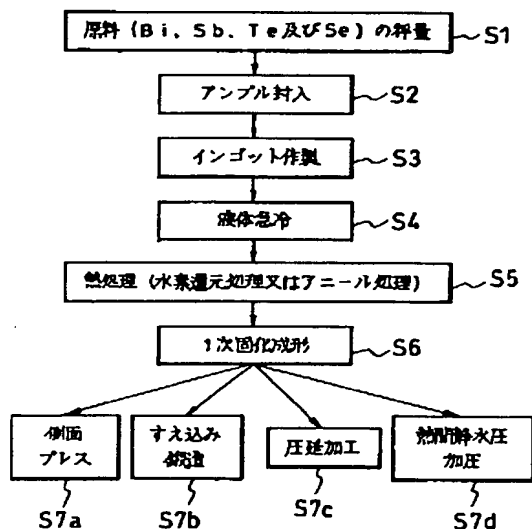 原料（Bi、Sb、Te及びSe）の秤量
S1
アンプル封入
S2
インゴット作製
S3
液体急冷
S4
熱処理（水素還元処理又はアニール処理）
S5
1次固化成形
S6
側面
プレス
S7a
すえ込み
鍛造
S7b
圧延加工
S7c
熱間静水圧
加圧
S7d